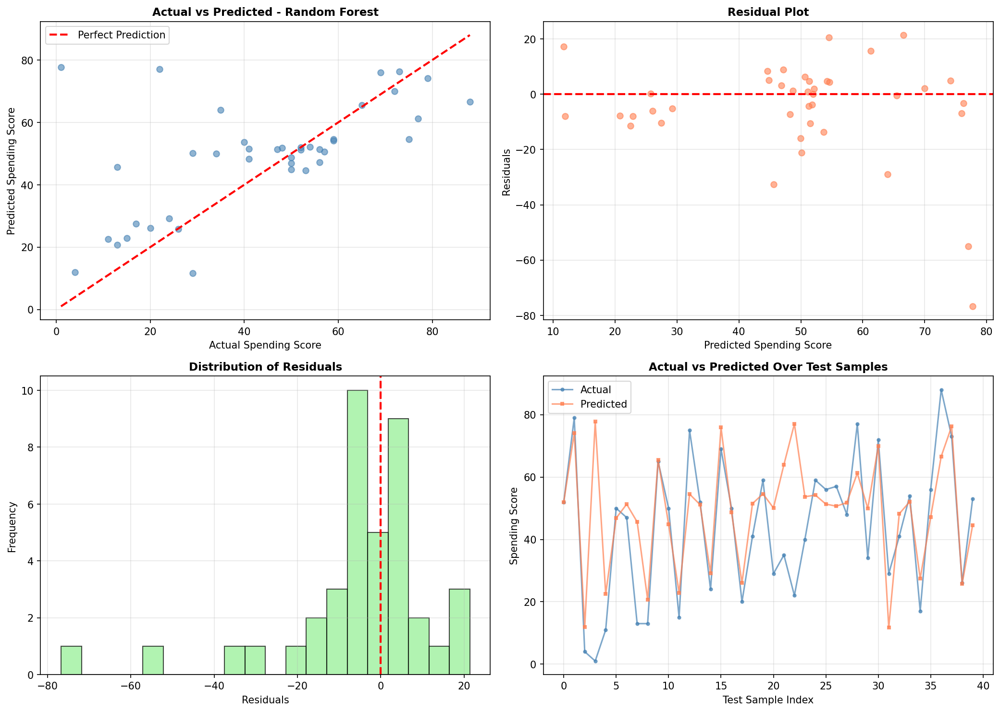 Actual vs Predicted - Random Forest
Perfect Prediction
Predicted Spending Score
80
60
40
20
0
0 20 40 60 80
Actual Spending Score
Residual Plot
Residuals
20
0
−20
−40
−60
−80
10 20 30 40 50 60 70 80
Predicted Spending Score
Distribution of Residuals
Frequency
10
8
6
4
2
0
−80 −60 −40 −20 0 20
Residuals
Actual vs Predicted Over Test Samples
Actual
Predicted
Spending Score
80
60
40
20
0
0 5 10 15 20 25 30 35 40
Test Sample Index